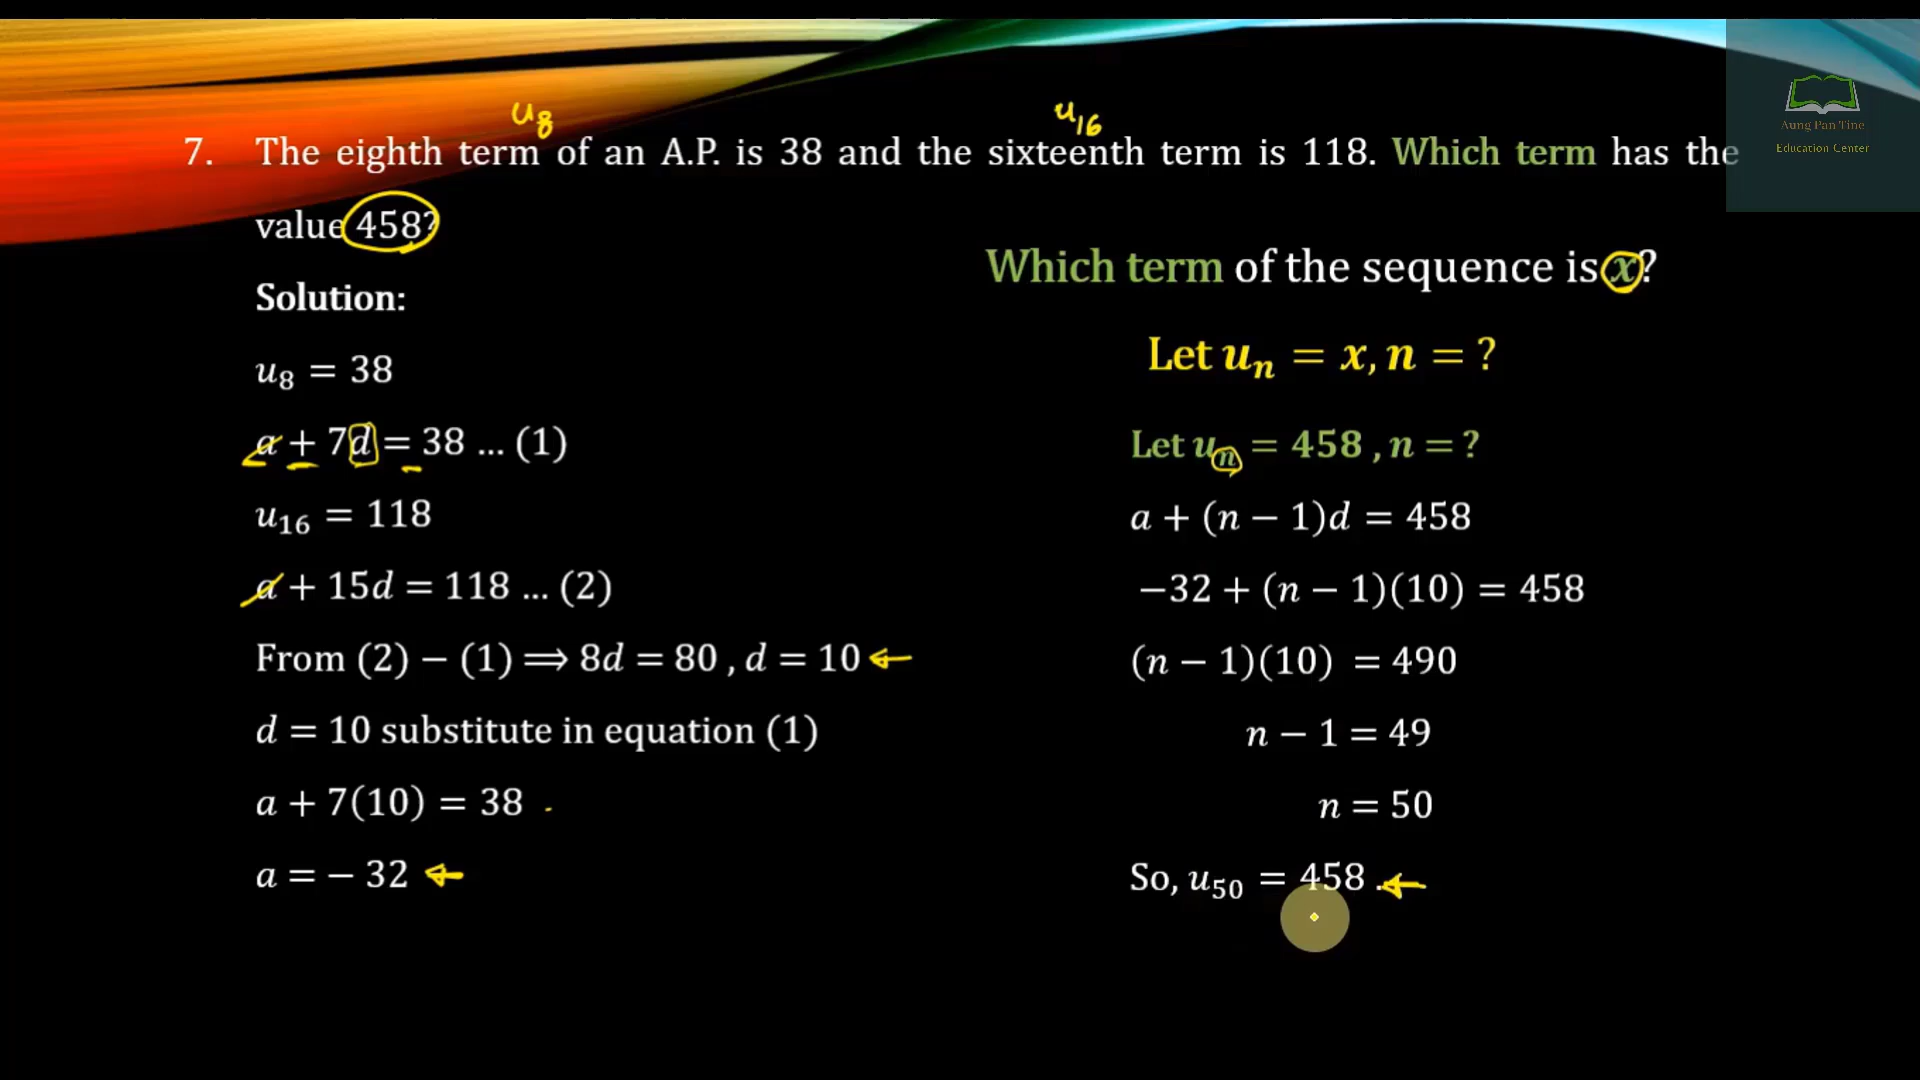 u₈ u₁₆
7. The eighth term of an A.P. is 38 and the sixteenth term is 118. Which term has the
value 458?
Solution:
u₈ = 38
a + 7d = 38 ... (1)
u₁₆ = 118
a + 15d = 118 ... (2)
From (2) − (1) ⟹ 8d = 80 , d = 10
d = 10 substitute in equation (1)
a + 7(10) = 38
a = − 32
Which term of the sequence is x?
Let uₙ = x, n = ?
Let uₙ = 458 , n = ?
a + (n − 1)d = 458
−32 + (n − 1)(10) = 458
(n − 1)(10) = 490
n − 1 = 49
n = 50
So, u₅₀ = 458 .
Aung Pan Tine
Education Center